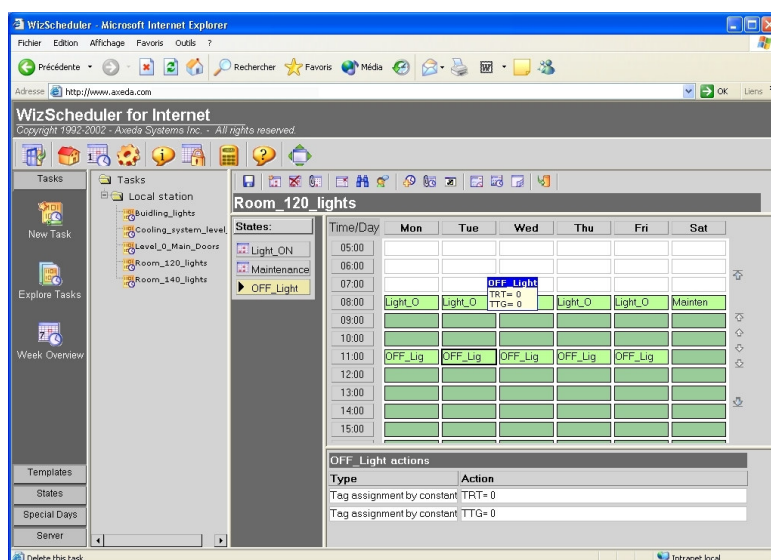 WizScheduler - Microsoft Internet Explorer
Fichier Edition Affichage Favoris Outils ?
Précédente Rechercher Favoris Média
Adresse http://www.axeda.com OK Liens
WizScheduler for Internet
Copyright 1992-2002 - Axeda Systems Inc. - All rights reserved.
Tasks
New Task
Explore Tasks
Week Overview
Templates
States
Special Days
Server
Tasks
Local station
Buidling_lights
Cooling_system_level_
Level_0_Main_Doors
Room_120_lights
Room_140_lights
Room_120_lights
States:
Light_ON
Maintenance
OFF_Light
Time/Day Mon Tue Wed Thu Fri Sat
05:00
06:00
07:00
OFF_Light
TRT= 0
TTG= 0
08:00 Light_O Light_O Light_O Light_O Mainten
09:00
10:00
11:00 OFF_Lig OFF_Lig OFF_Lig OFF_Lig OFF_Lig
12:00
13:00
14:00
15:00
OFF_Light actions
Type Action
Tag assignment by constant TRT= 0
Tag assignment by constant TTG= 0
Delete this task Intranet local